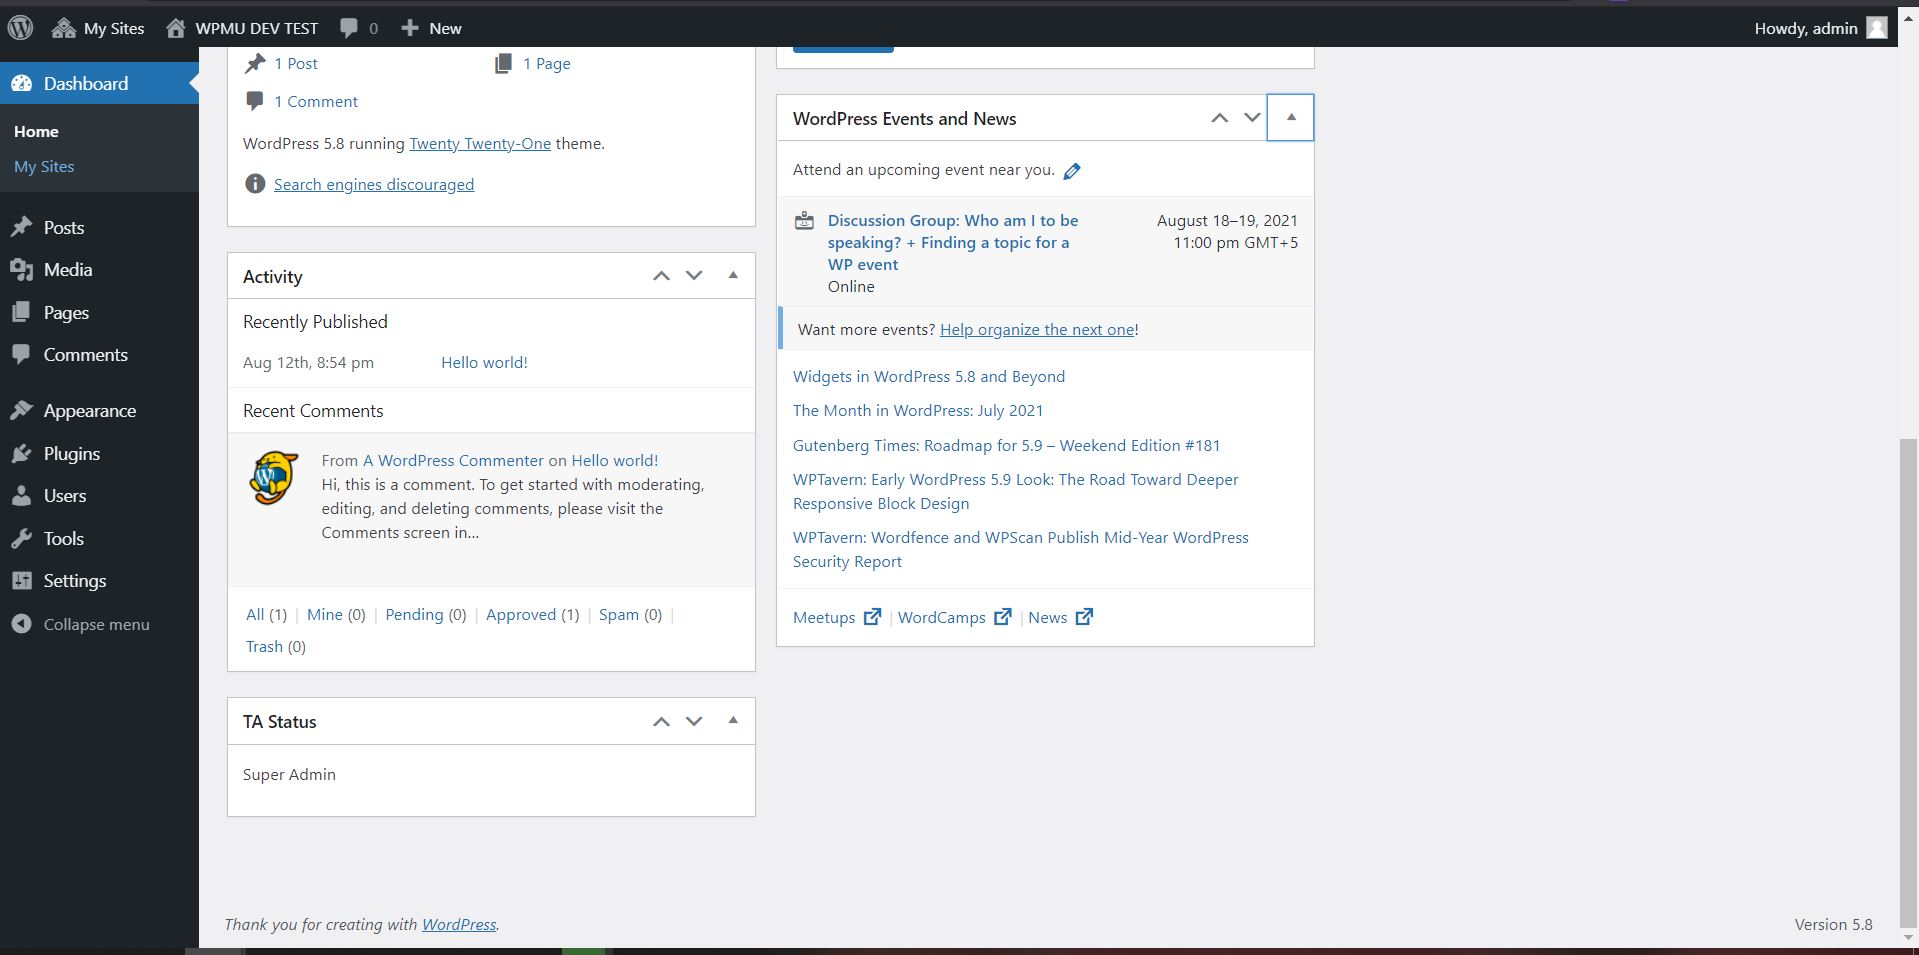 My Sites
WPMU DEV TEST
0
New
Howdy, admin
Dashboard
Home
My Sites
Posts
Media
Pages
Comments
Appearance
Plugins
Users
Tools
Settings
Collapse menu
1 Post
1 Page
1 Comment
WordPress 5.8 running Twenty Twenty-One theme.
Search engines discouraged
Activity
Recently Published
Aug 12th, 8:54 pm
Hello world!
Recent Comments
From A WordPress Commenter on Hello world!
Hi, this is a comment. To get started with moderating,
editing, and deleting comments, please visit the
Comments screen in…
All (1) | Mine (0) | Pending (0) | Approved (1) | Spam (0) |
Trash (0)
TA Status
Super Admin
WordPress Events and News
Attend an upcoming event near you.
Discussion Group: Who am I to be
speaking? + Finding a topic for a
WP event
Online
August 18–19, 2021
11:00 pm GMT+5
Want more events? Help organize the next one!
Widgets in WordPress 5.8 and Beyond
The Month in WordPress: July 2021
Gutenberg Times: Roadmap for 5.9 – Weekend Edition #181
WPTavern: Early WordPress 5.9 Look: The Road Toward Deeper
Responsive Block Design
WPTavern: Wordfence and WPScan Publish Mid-Year WordPress
Security Report
Meetups | WordCamps | News
Thank you for creating with WordPress.
Version 5.8